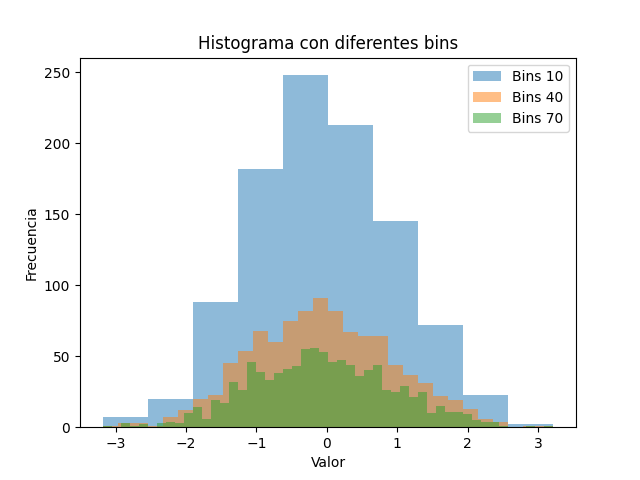 Histograma con diferentes bins
Bins 10
Bins 40
Bins 70
250
200
150
100
50
0
Frecuencia
−3
−2
−1
0
1
2
3
Valor